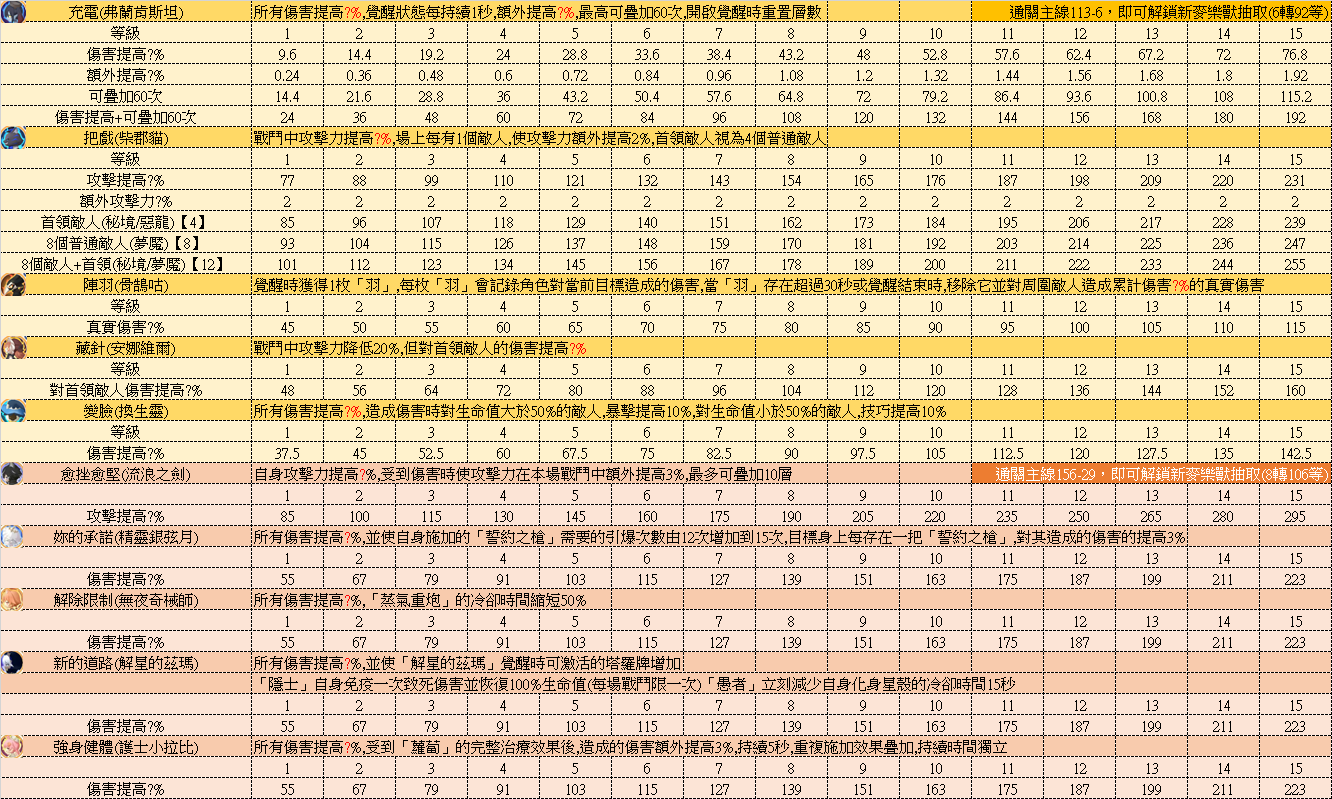 充電(弗蘭肯斯坦) 所有傷害提高?%,覺醒狀態每持續1秒,額外提高?%,最高可疊加60次,開啟覺醒時重置層數 通關主線113-6，即可解鎖新麥樂獸抽取(6轉92等)
等級 1 2 3 4 5 6 7 8 9 10 11 12 13 14 15
傷害提高?% 9.6 14.4 19.2 24 28.8 33.6 38.4 43.2 48 52.8 57.6 62.4 67.2 72 76.8
額外提高?% 0.24 0.36 0.48 0.6 0.72 0.84 0.96 1.08 1.2 1.32 1.44 1.56 1.68 1.8 1.92
可疊加60次 14.4 21.6 28.8 36 43.2 50.4 57.6 64.8 72 79.2 86.4 93.6 100.8 108 115.2
傷害提高+可疊加60次 24 36 48 60 72 84 96 108 120 132 144 156 168 180 192
把戲(柴郡貓) 戰鬥中攻擊力提高?%,場上每有1個敵人,使攻擊力額外提高2%,首領敵人視為4個普通敵人
等級 1 2 3 4 5 6 7 8 9 10 11 12 13 14 15
攻擊提高?% 77 88 99 110 121 132 143 154 165 176 187 198 209 220 231
額外攻擊力?% 2 2 2 2 2 2 2 2 2 2 2 2 2 2 2
首領敵人(秘境/惡龍)【4】 85 96 107 118 129 140 151 162 173 184 195 206 217 228 239
8個普通敵人(夢魘)【8】 93 104 115 126 137 148 159 170 181 192 203 214 225 236 247
8個敵人+首領(秘境/夢魘)【12】 101 112 123 134 145 156 167 178 189 200 211 222 233 244 255
陣羽(骨鴣咕) 覺醒時獲得1枚「羽」,每枚「羽」會記錄角色對當前目標造成的傷害,當「羽」存在超過30秒或覺醒結束時,移除它並對周圍敵人造成累計傷害?%的真實傷害
等級 1 2 3 4 5 6 7 8 9 10 11 12 13 14 15
真實傷害?% 45 50 55 60 65 70 75 80 85 90 95 100 105 110 115
藏針(安娜維爾) 戰鬥中攻擊力降低20%,但對首領敵人的傷害提高?%
等級 1 2 3 4 5 6 7 8 9 10 11 12 13 14 15
對首領敵人傷害提高?% 48 56 64 72 80 88 96 104 112 120 128 136 144 152 160
變臉(換生靈) 所有傷害提高?%,造成傷害時對生命值大於50%的敵人,暴擊提高10%,對生命值小於50%的敵人,技巧提高10%
等級 1 2 3 4 5 6 7 8 9 10 11 12 13 14 15
傷害提高?% 37.5 45 52.5 60 67.5 75 82.5 90 97.5 105 112.5 120 127.5 135 142.5
愈挫愈堅(流浪之劍) 自身攻擊力提高?%,受到傷害時使攻擊力在本場戰鬥中額外提高3%,最多可疊加10層 通關主線156-29，即可解鎖新麥樂獸抽取(8轉106等)
1 2 3 4 5 6 7 8 9 10 11 12 13 14 15
攻擊提高?% 85 100 115 130 145 160 175 190 205 220 235 250 265 280 295
妳的承諾(精靈銀弦月) 所有傷害提高?%,並使自身施加的「誓約之槍」需要的引爆次數由12次增加到15次,目標身上每存在一把「誓約之槍」,對其造成的傷害的提高3%
1 2 3 4 5 6 7 8 9 10 11 12 13 14 15
傷害提高?% 55 67 79 91 103 115 127 139 151 163 175 187 199 211 223
解除限制(無夜奇械師) 所有傷害提高?%,「蒸氣重炮」的冷卻時間縮短50%
1 2 3 4 5 6 7 8 9 10 11 12 13 14 15
傷害提高?% 55 67 79 91 103 115 127 139 151 163 175 187 199 211 223
新的道路(解星的茲瑪) 所有傷害提高?%,並使「解星的茲瑪」覺醒時可激活的塔羅牌增加
「隱士」自身免疫一次致死傷害並恢復100%生命值(每場戰鬥限一次)「愚者」立刻減少自身化身星殼的冷卻時間15秒
1 2 3 4 5 6 7 8 9 10 11 12 13 14 15
傷害提高?% 55 67 79 91 103 115 127 139 151 163 175 187 199 211 223
強身健體(護士小拉比) 所有傷害提高?%,受到「蘿蔔」的完整治療效果後,造成的傷害額外提高3%,持續5秒,重複施加效果疊加,持續時間獨立
1 2 3 4 5 6 7 8 9 10 11 12 13 14 15
傷害提高?% 55 67 79 91 103 115 127 139 151 163 175 187 199 211 223